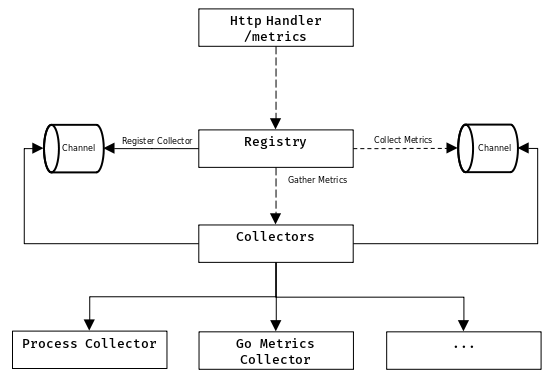 Http Handler
/metrics
Register Collector
Registry
Collect Metrics
Channel
Channel
Gather Metrics
Collectors
Process Collector
Go Metrics
Collector
...